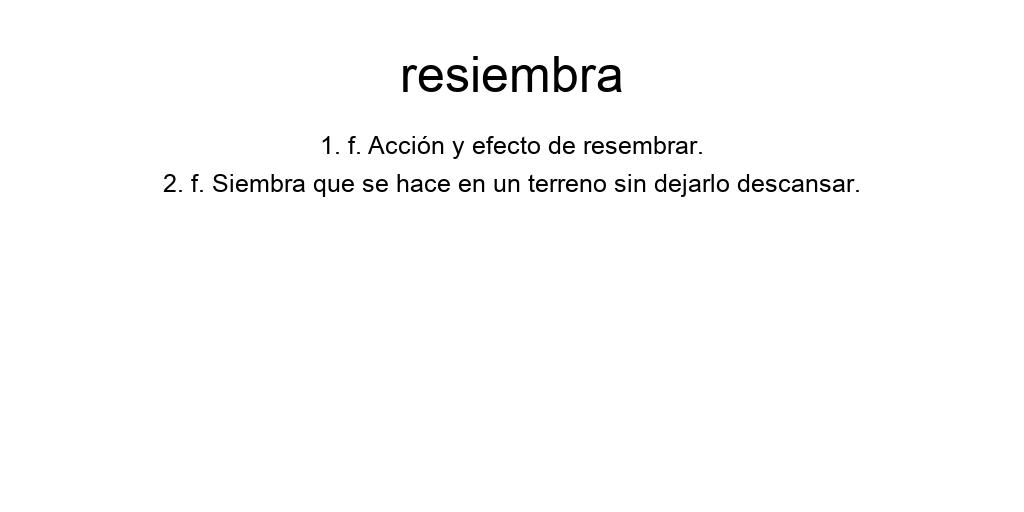 resiembra
1. f. Acción y efecto de resembrar.
2. f. Siembra que se hace en un terreno sin dejarlo descansar.